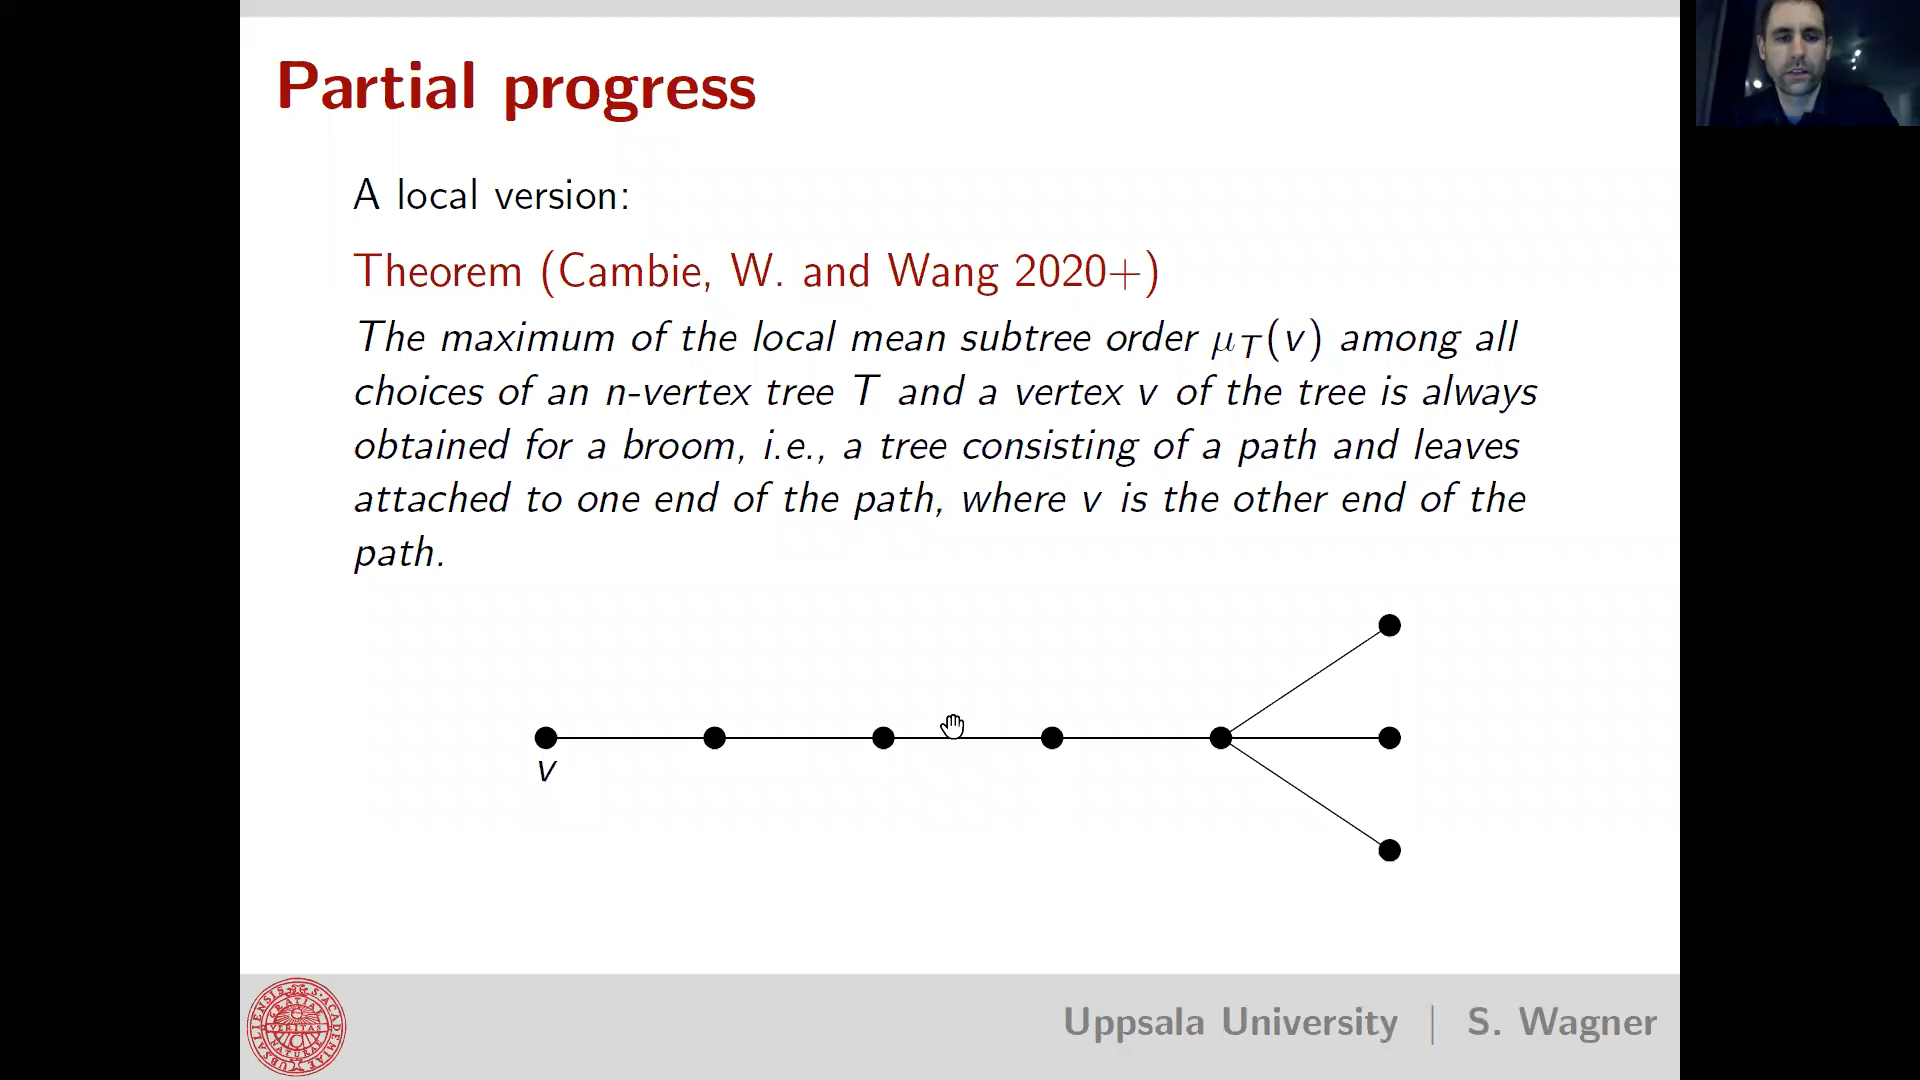 Partial progress
A local version:
Theorem (Cambie, W. and Wang 2020+)
The maximum of the local mean subtree order μ_T(v) among all
choices of an n-vertex tree T and a vertex v of the tree is always
obtained for a broom, i.e., a tree consisting of a path and leaves
attached to one end of the path, where v is the other end of the
path.
v
Uppsala University | S. Wagner